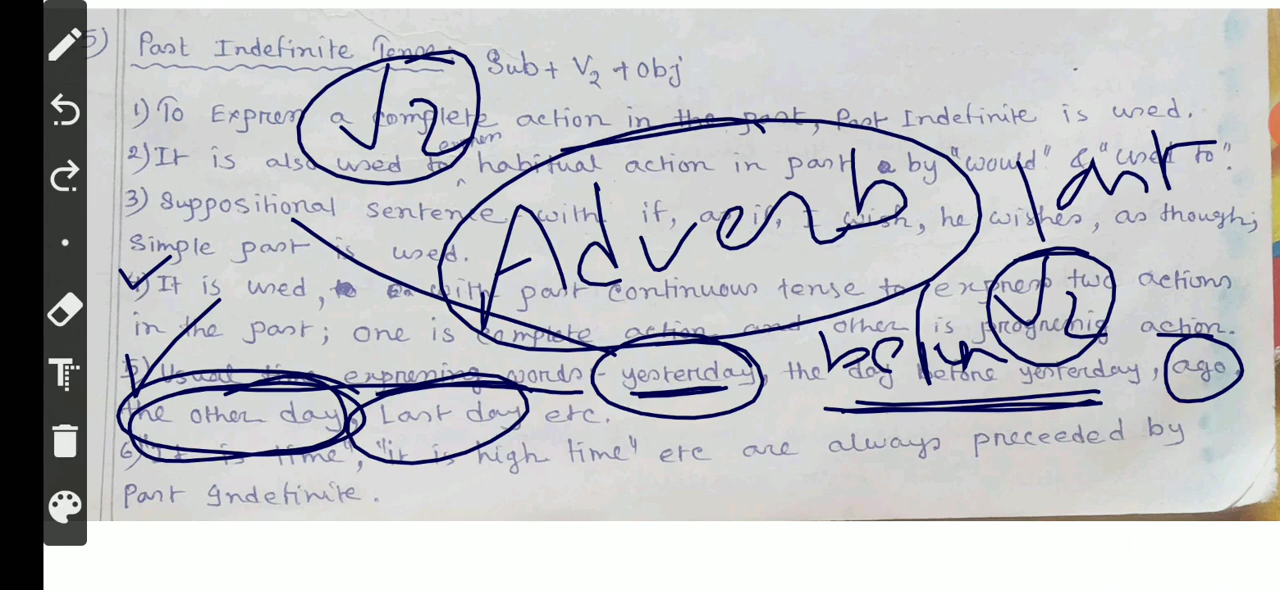 5) Past Indefinite Tense: Sub + V2 + Obj
1) To Express a complete action in the past, Past Indefinite is used.
2) It is also used to express habitual action in past by "would" & "used to".
3) Suppositional sentence with if, as if, I wish, he wishes, as though,
Simple past is used.
4) It is used, with past continuous tense to express two actions
in the past; one is complete action and other is progressing action.
5) Usual time expressing words - yesterday, the day before yesterday, ago,
the other day, Last day etc.
6) "It is time", "it is high time" etc are always preceeded by
Past Indefinite.
V2
Adverb
last
V2